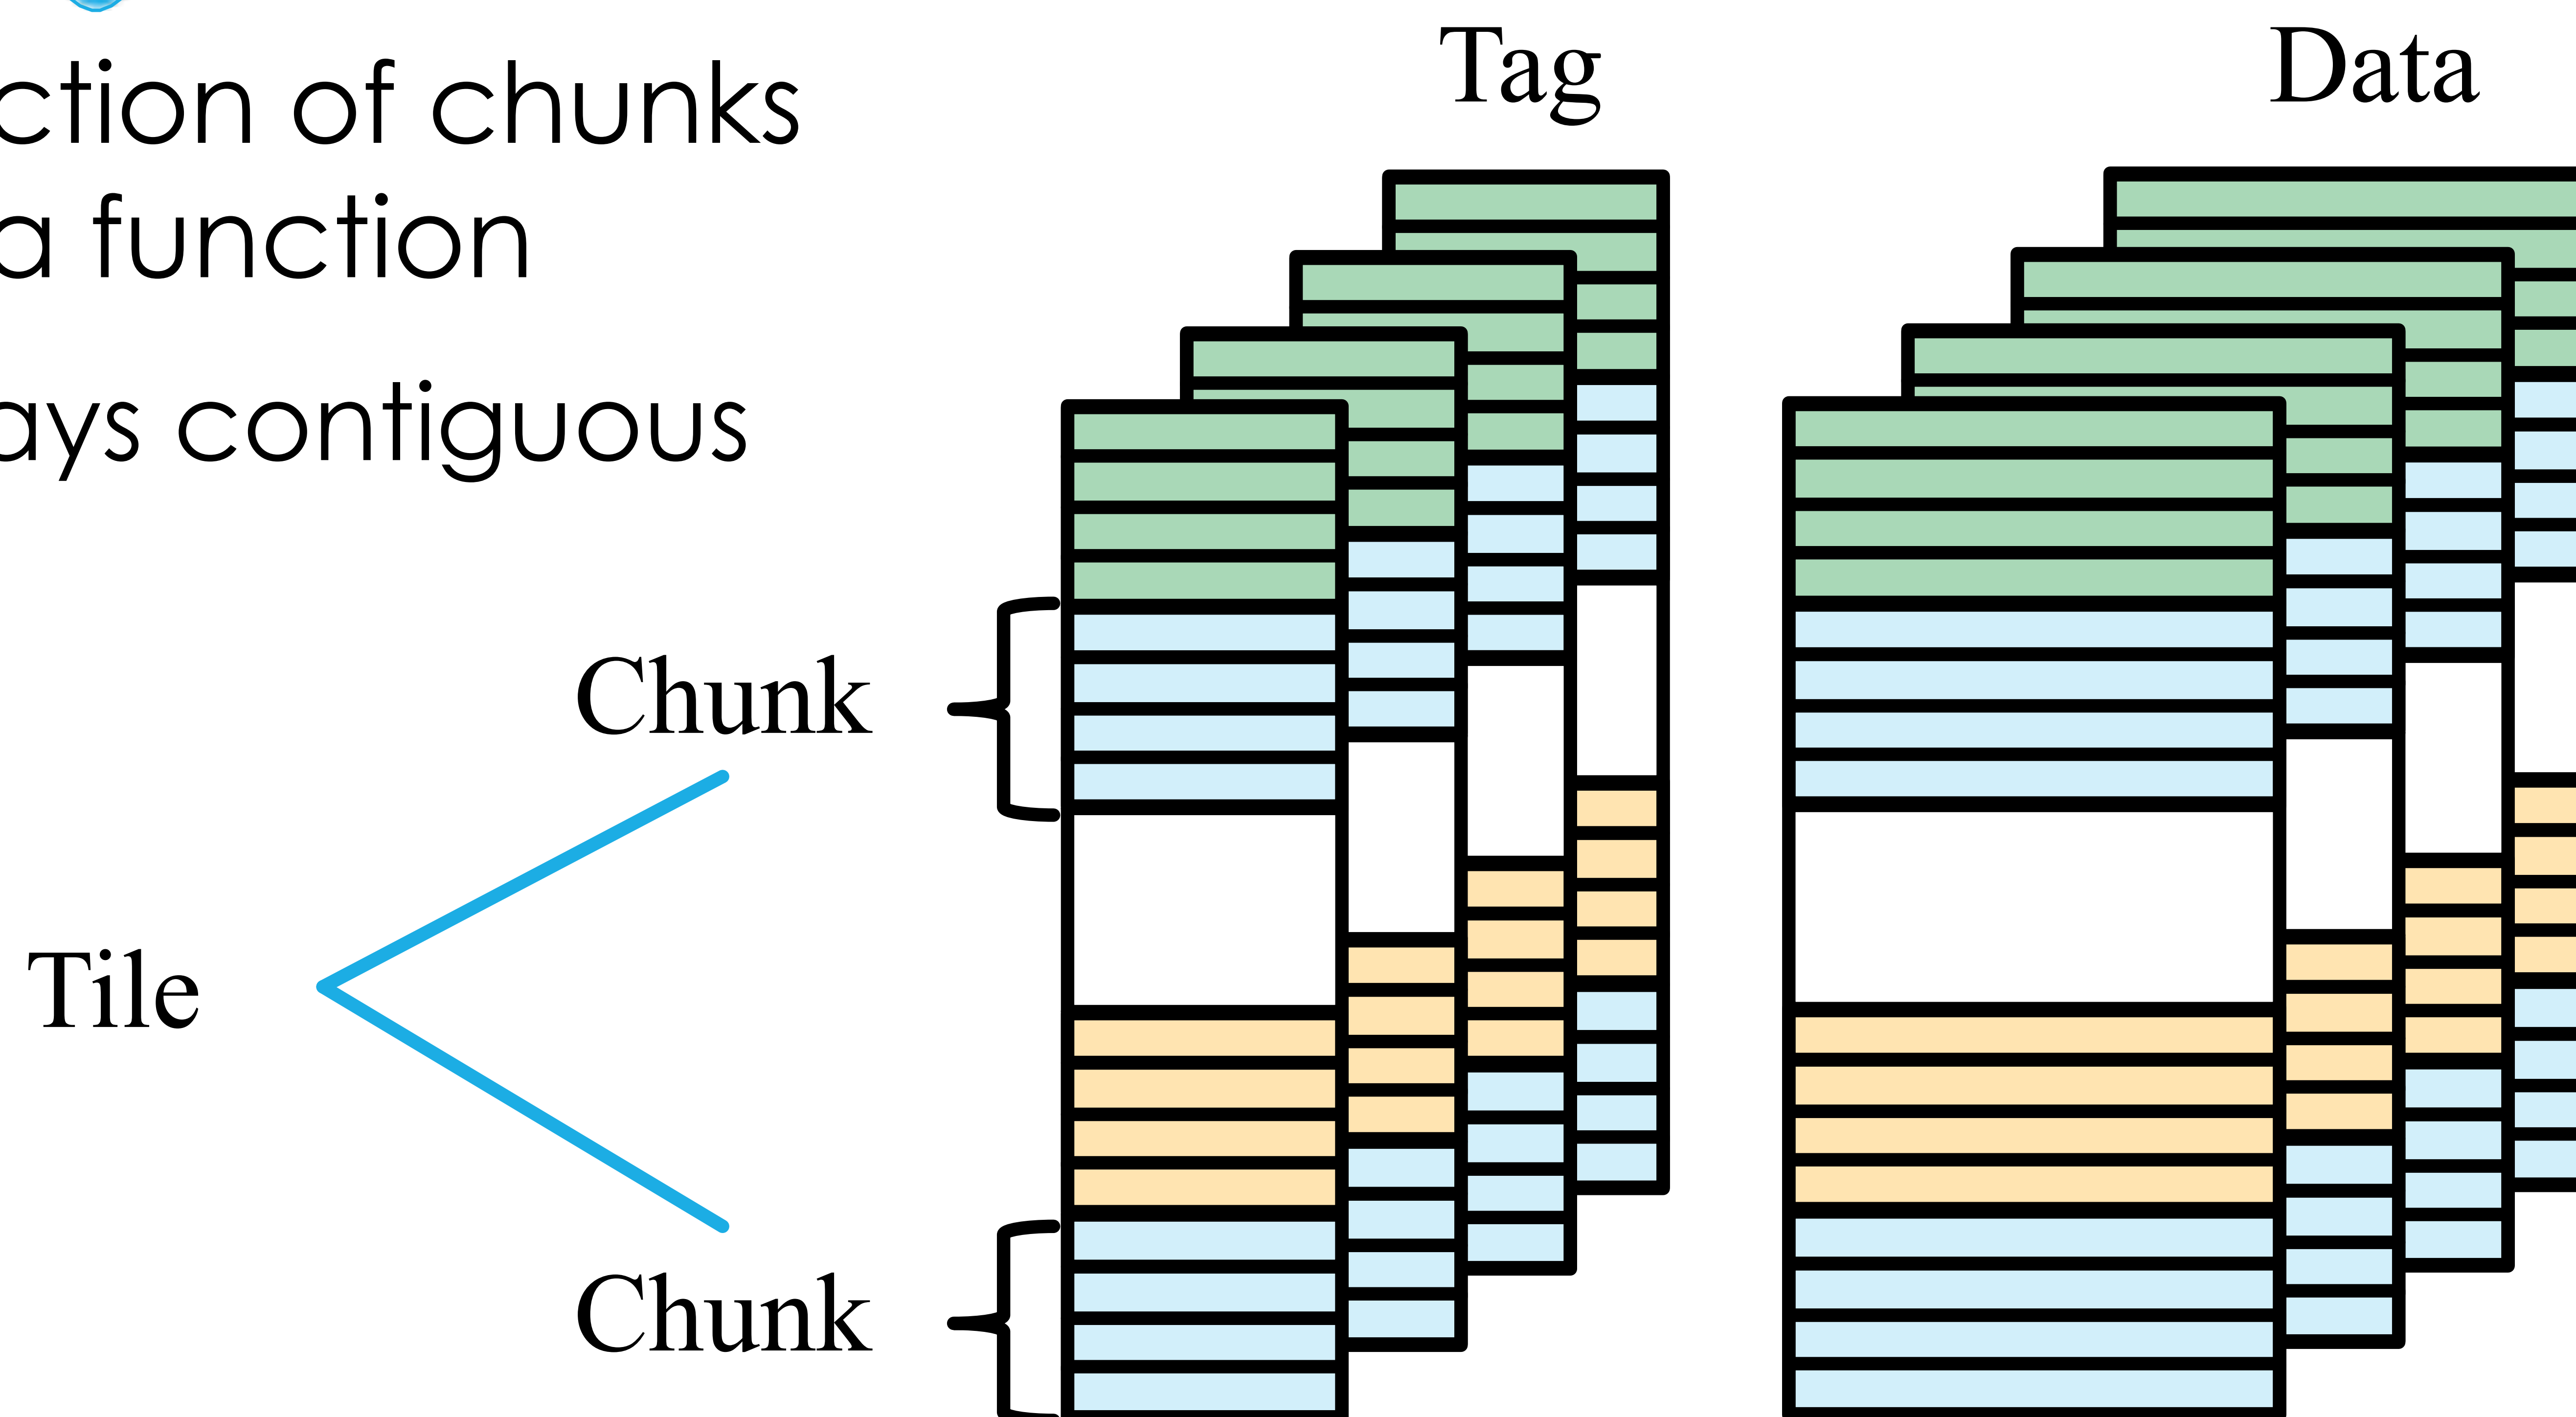 ction of chunks
a function
ays contiguous
Tag
Data
Chunk
Tile
Chunk